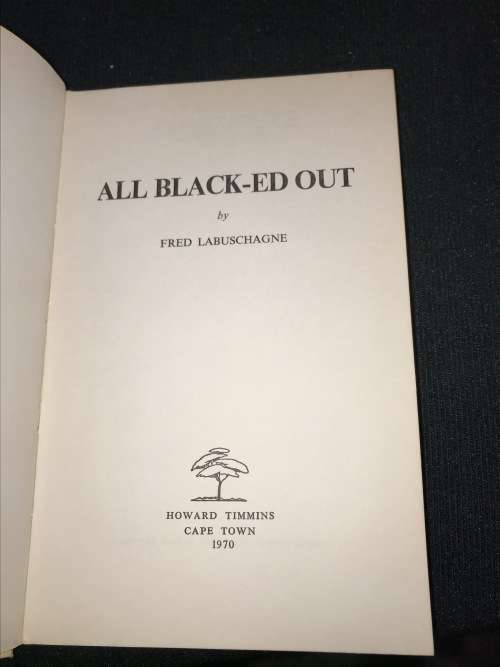 ALL BLACK-ED OUT
by
FRED LABUSCHAGNE
HOWARD TIMMINS
CAPE TOWN
1970